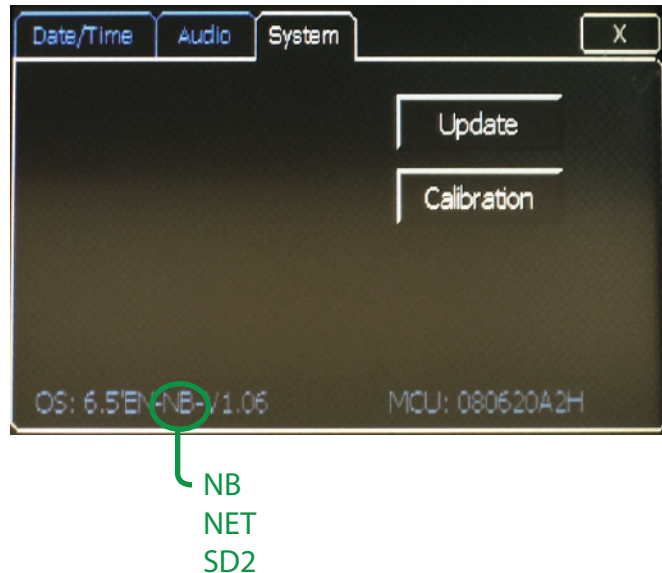 Date/Time Audio System X
Update
Calibration
OS: 6.5'EN-NB-V1.06 MCU: 080620A2H
NB
NET
SD2